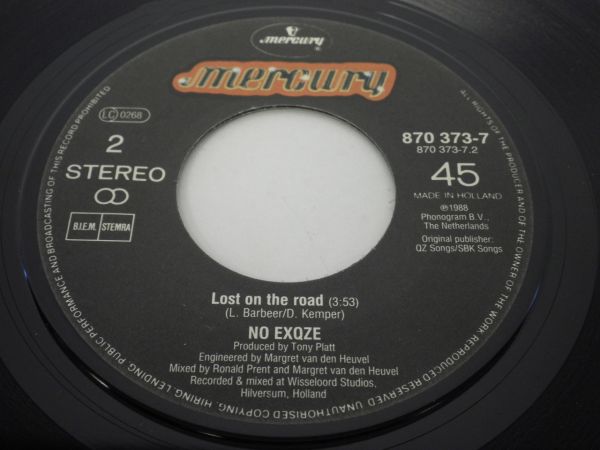 mercury
®
mercury
LC 0268
2
STEREO
B.I.E.M. STEMRA
870 373-7
870 373-7.2
45
MADE IN HOLLAND
℗1988
Phonogram B.V.,
The Netherlands
Original publisher:
QZ Songs/SBK Songs
Lost on the road (3:53)
(L. Barbeer/D. Kemper)
NO EXQZE
Produced by Tony Platt
Engineered by Margret van den Heuvel
Mixed by Ronald Prent and Margret van den Heuvel
Recorded & mixed at Wisseloord Studios,
Hilversum, Holland
ALL RIGHTS OF THE PRODUCER AND OF THE OWNER OF THE WORK REPRODUCED RESERVED UNAUTHORISED COPYING, HIRING, LENDING, PUBLIC PERFORMANCE AND BROADCASTING OF THIS RECORD PROHIBITED